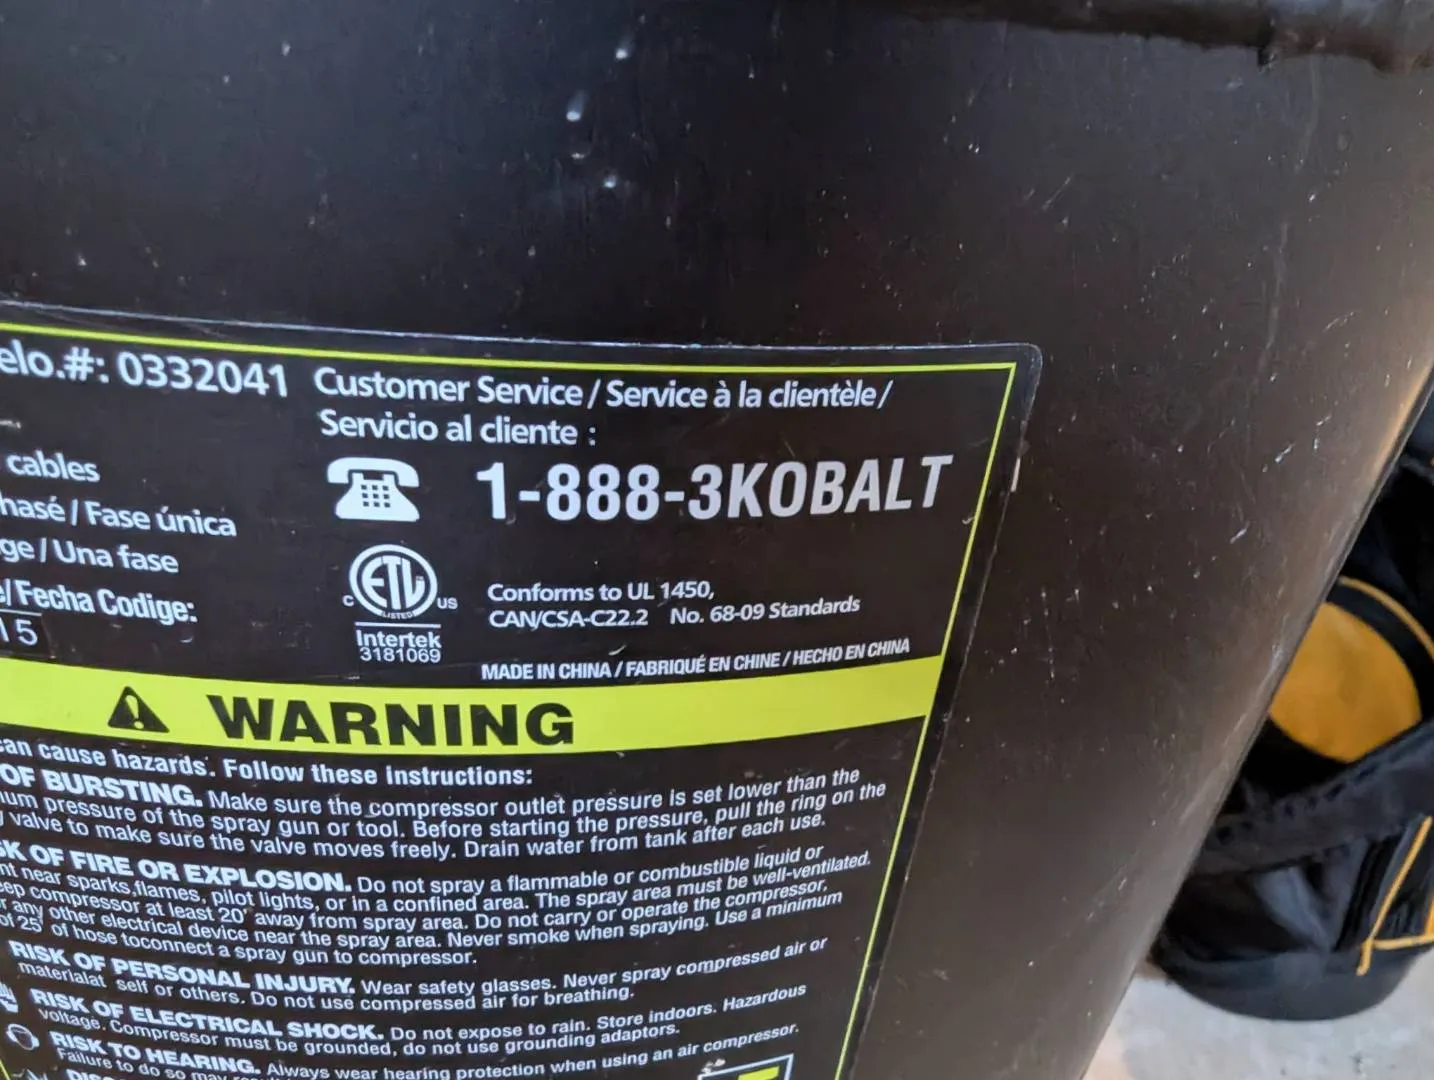 elo.#: 0332041
Customer Service / Service à la clientèle /
Servicio al cliente :
1-888-3KOBALT
cables
hasé / Fase única
ge / Una fase
/ Fecha Codige:
15
ETL
LISTED
C
US
Intertek
3181069
Conforms to UL 1450,
CAN/CSA-C22.2 No. 68-09 Standards
MADE IN CHINA / FABRIQUÉ EN CHINE / HECHO EN CHINA
WARNING
can cause hazards. Follow these instructions:
OF BURSTING. Make sure the compressor outlet pressure is set lower than the
um pressure of the spray gun or tool. Before starting the pressure, pull the ring on the
valve to make sure the valve moves freely. Drain water from tank after each use.
SK OF FIRE OR EXPLOSION. Do not spray a flammable or combustible liquid or
nt near sparks,flames, pilot lights, or in a confined area. The spray area must be well-ventilated.
eep compressor at least 20' away from spray area. Do not carry or operate the compressor,
r any other electrical device near the spray area. Never smoke when spraying. Use a minimum
of 25' of hose toconnect a spray gun to compressor.
RISK OF PERSONAL INJURY. Wear safety glasses. Never spray compressed air or
materialat self or others. Do not use compressed air for breathing.
RISK OF ELECTRICAL SHOCK. Do not expose to rain. Store indoors. Hazardous
voltage. Compressor must be grounded, do not use grounding adaptors.
RISK TO HEARING. Always wear hearing protection when using an air compressor.
Failure to do so may